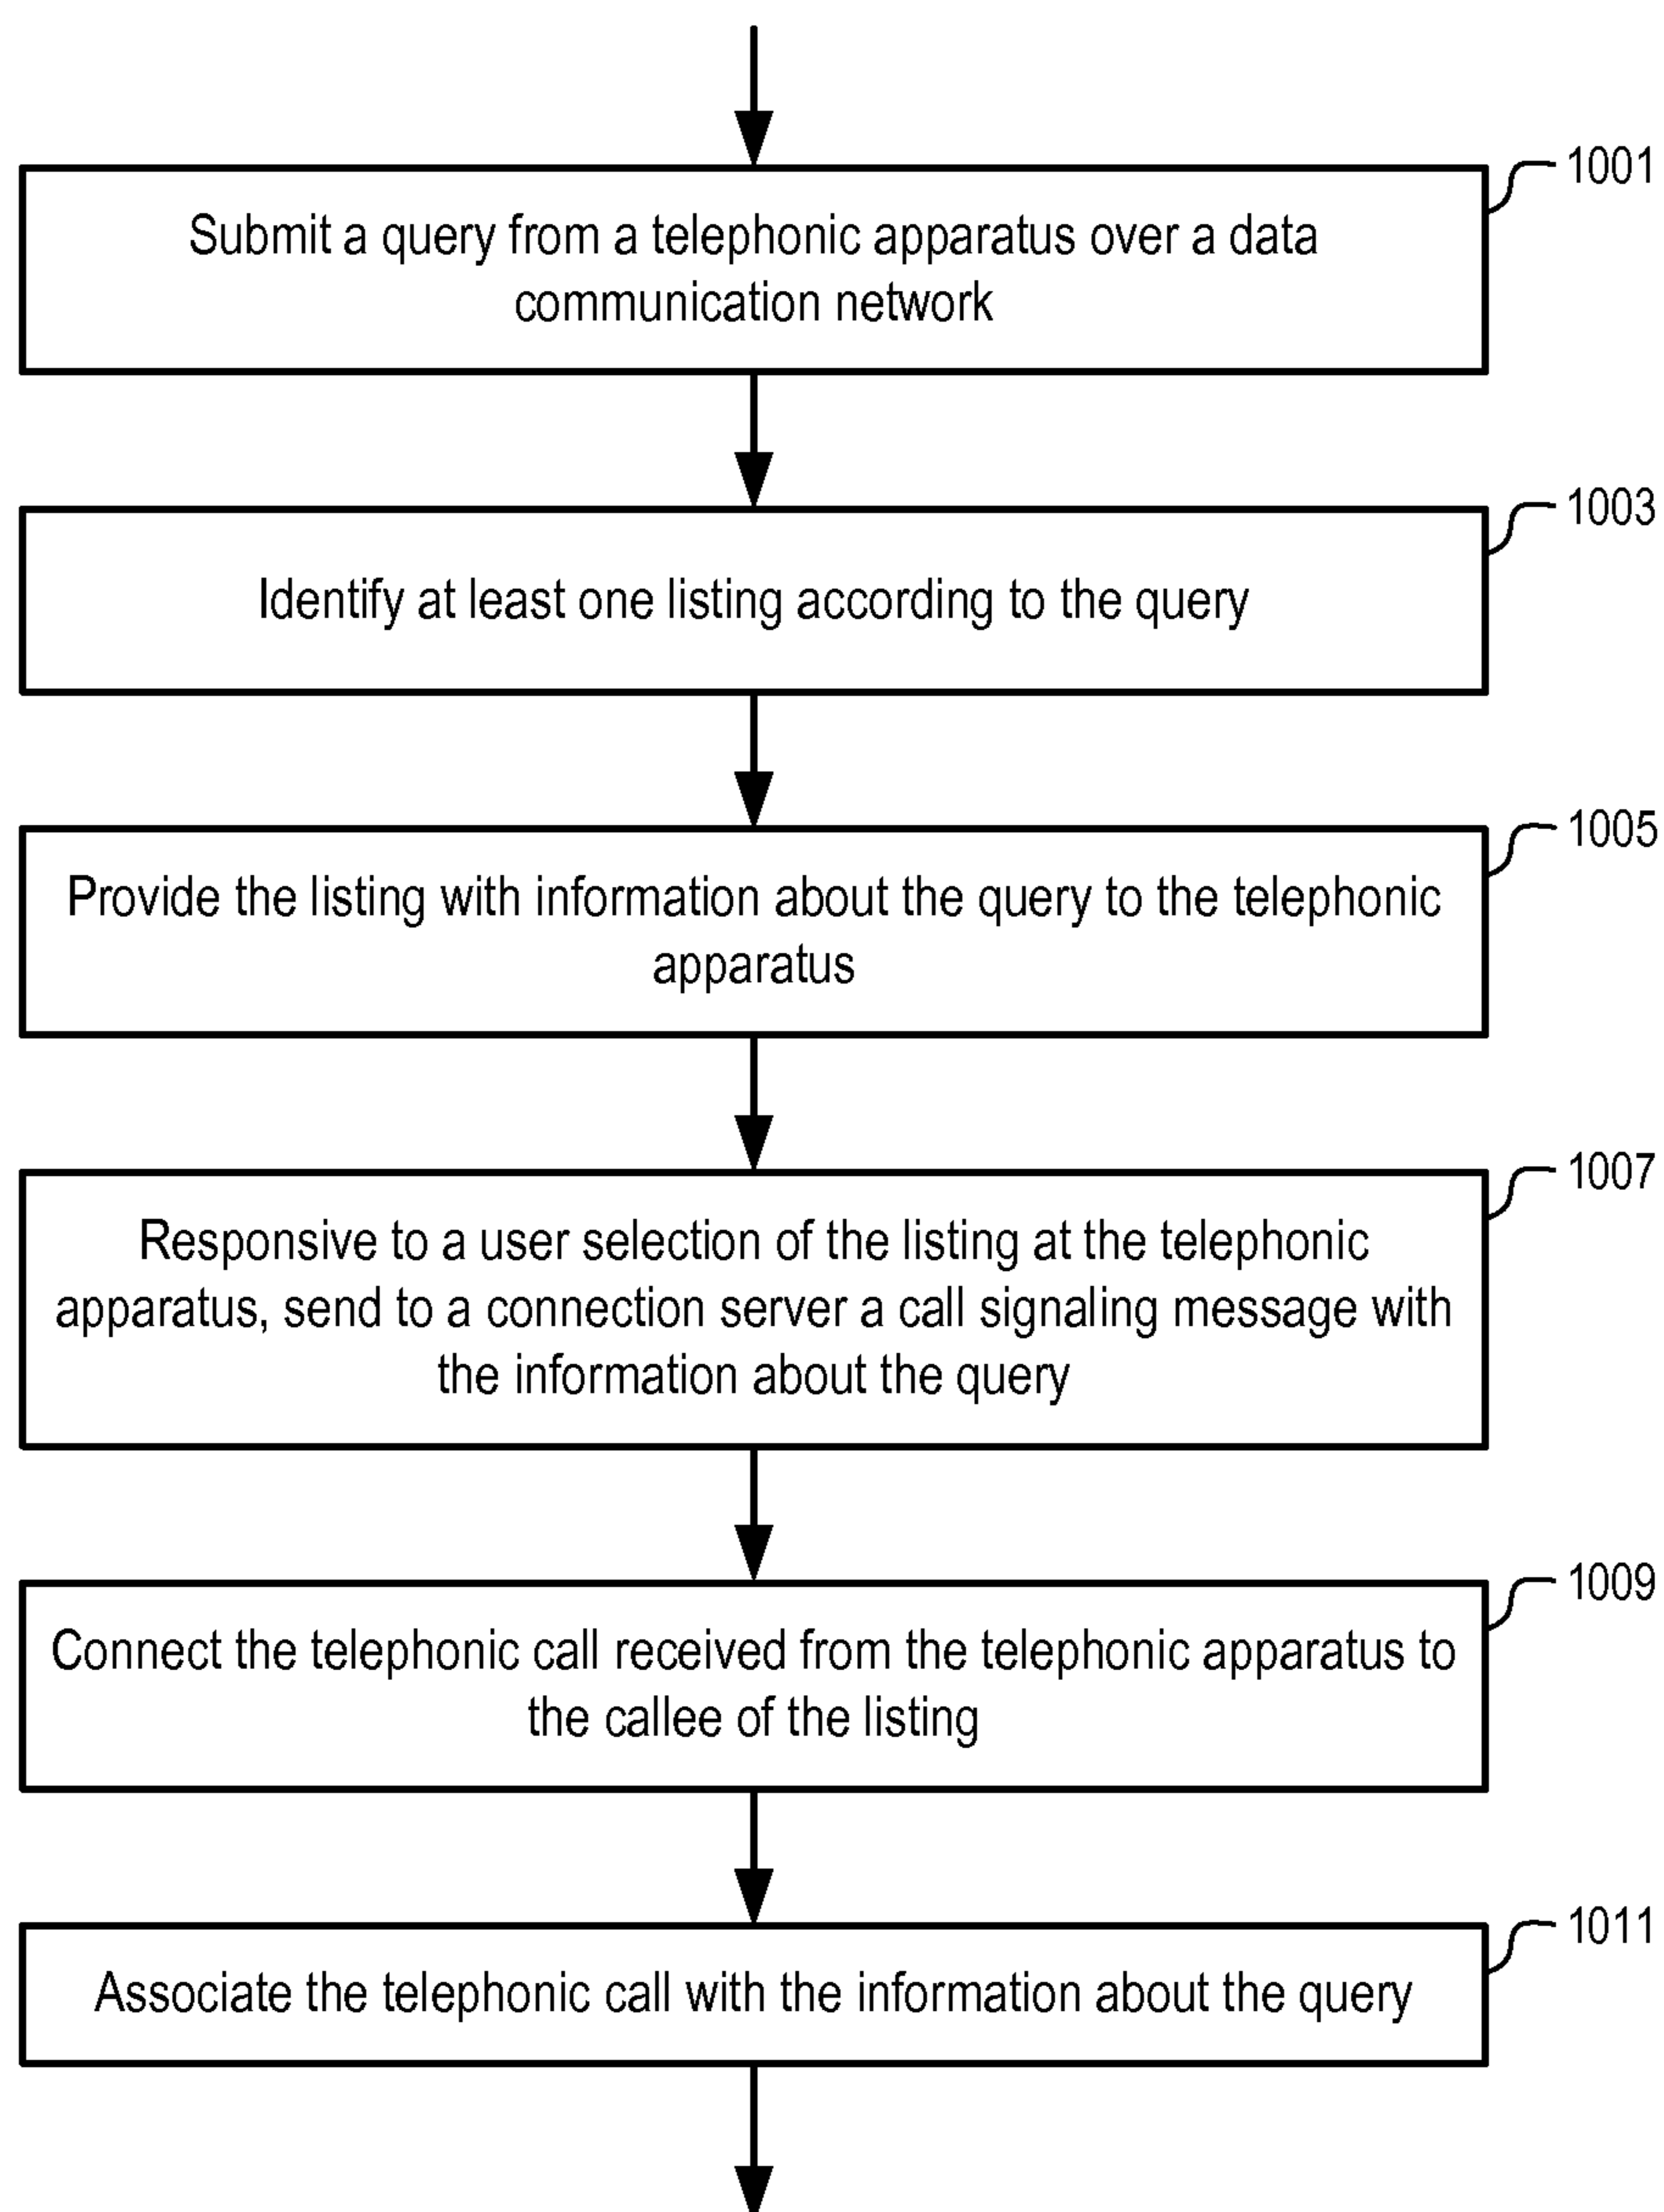 1001
Submit a query from a telephonic apparatus over a data
communication network
1003
Identify at least one listing according to the query
1005
Provide the listing with information about the query to the telephonic
apparatus
1007
Responsive to a user selection of the listing at the telephonic
apparatus, send to a connection server a call signaling message with
the information about the query
1009
Connect the telephonic call received from the telephonic apparatus to
the callee of the listing
1011
Associate the telephonic call with the information about the query